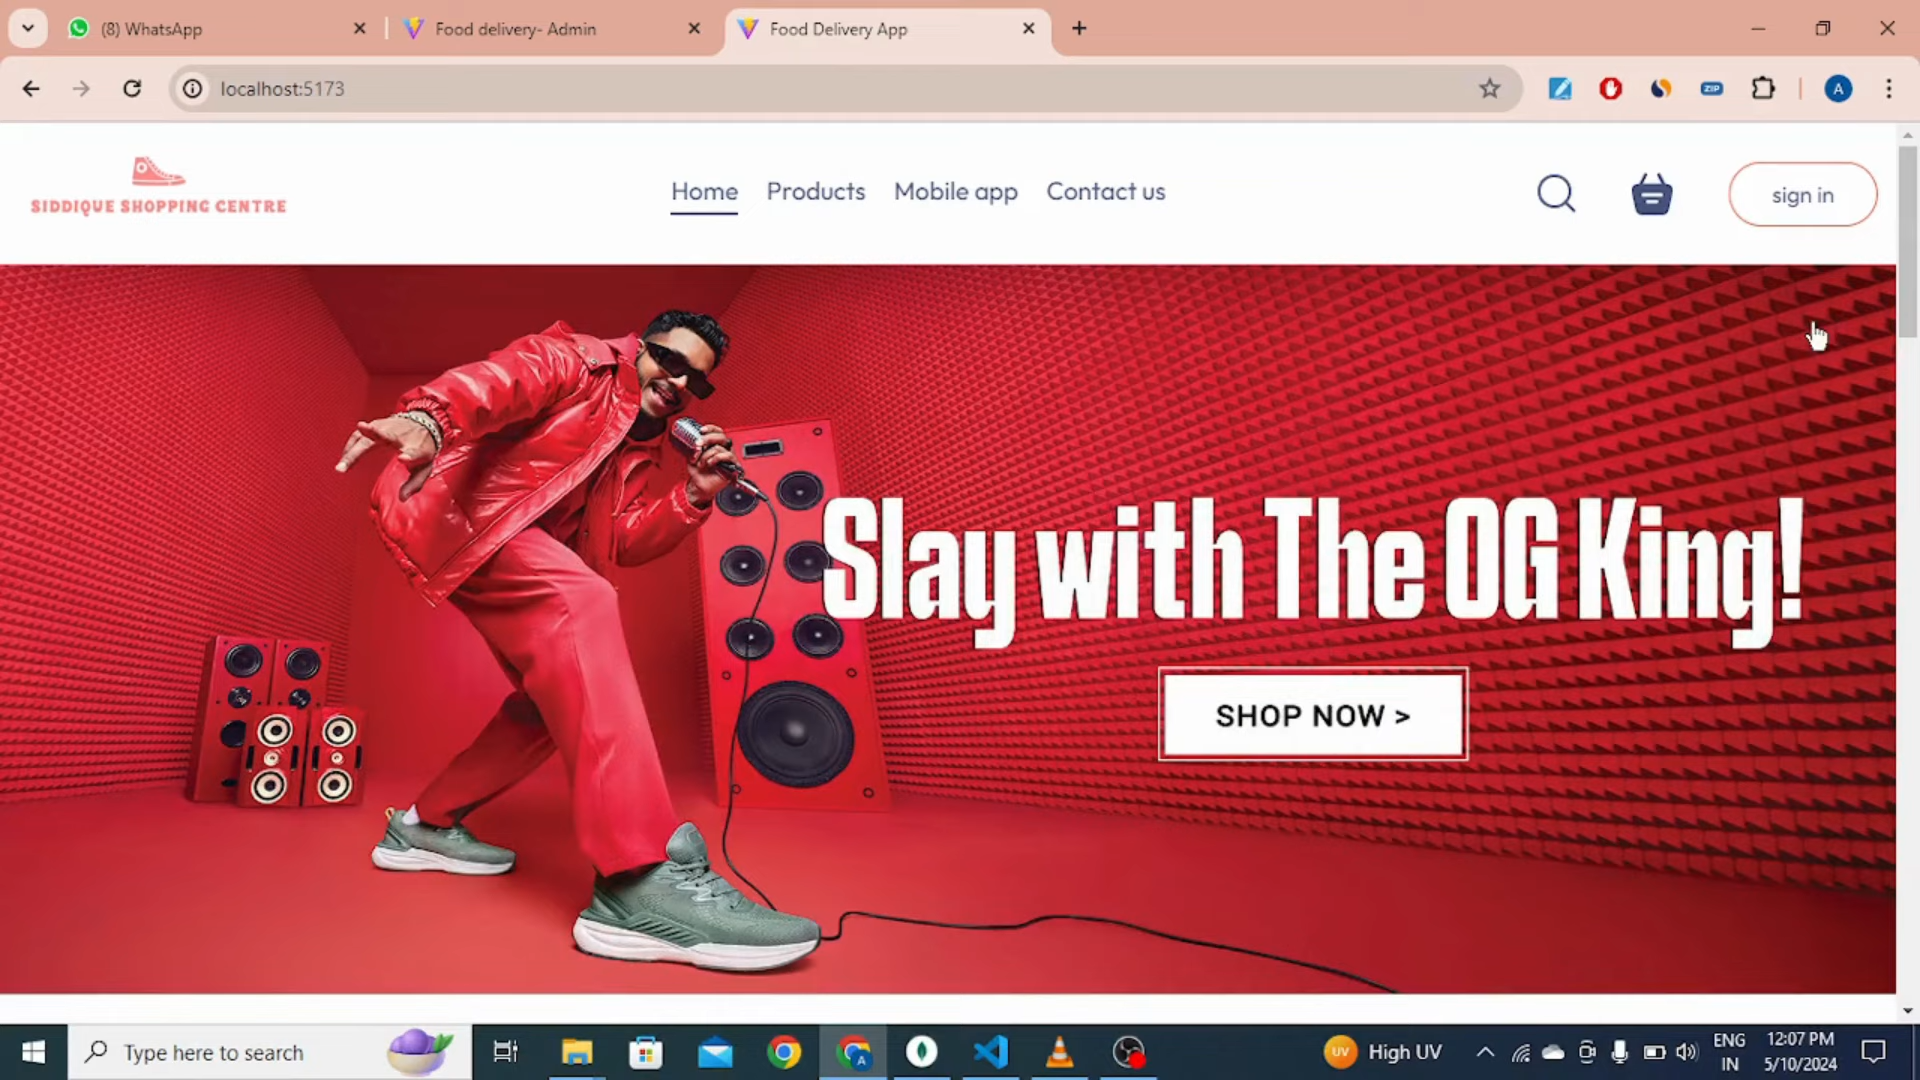 (8) WhatsApp
Food delivery- Admin
Food Delivery App
localhost:5173
ZIP
A
SIDDIQUE SHOPPING CENTRE
Home
Products
Mobile app
Contact us
sign in
Slay with The OG King!
SHOP NOW >
Type here to search
A
UV
High UV
ENG
IN
12:07 PM
5/10/2024